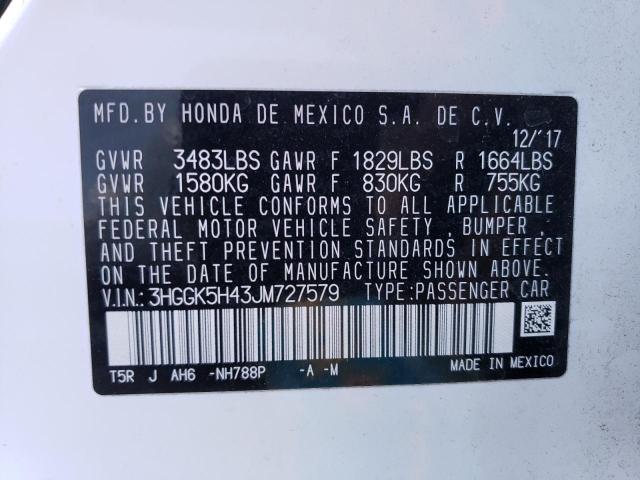 MFD. BY HONDA DE MEXICO S.A. DE C.V.
12/'17
GVWR 3483LBS GAWR F 1829LBS R 1664LBS
GVWR 1580KG GAWR F 830KG R 755KG
THIS VEHICLE CONFORMS TO ALL APPLICABLE
FEDERAL MOTOR VEHICLE SAFETY, BUMPER,
AND THEFT PREVENTION STANDARDS IN EFFECT
ON THE DATE OF MANUFACTURE SHOWN ABOVE.
V.I.N.:3HGGK5H43JM727579 TYPE:PASSENGER CAR
T5R J AH6 -NH788P -A -M MADE IN MEXICO